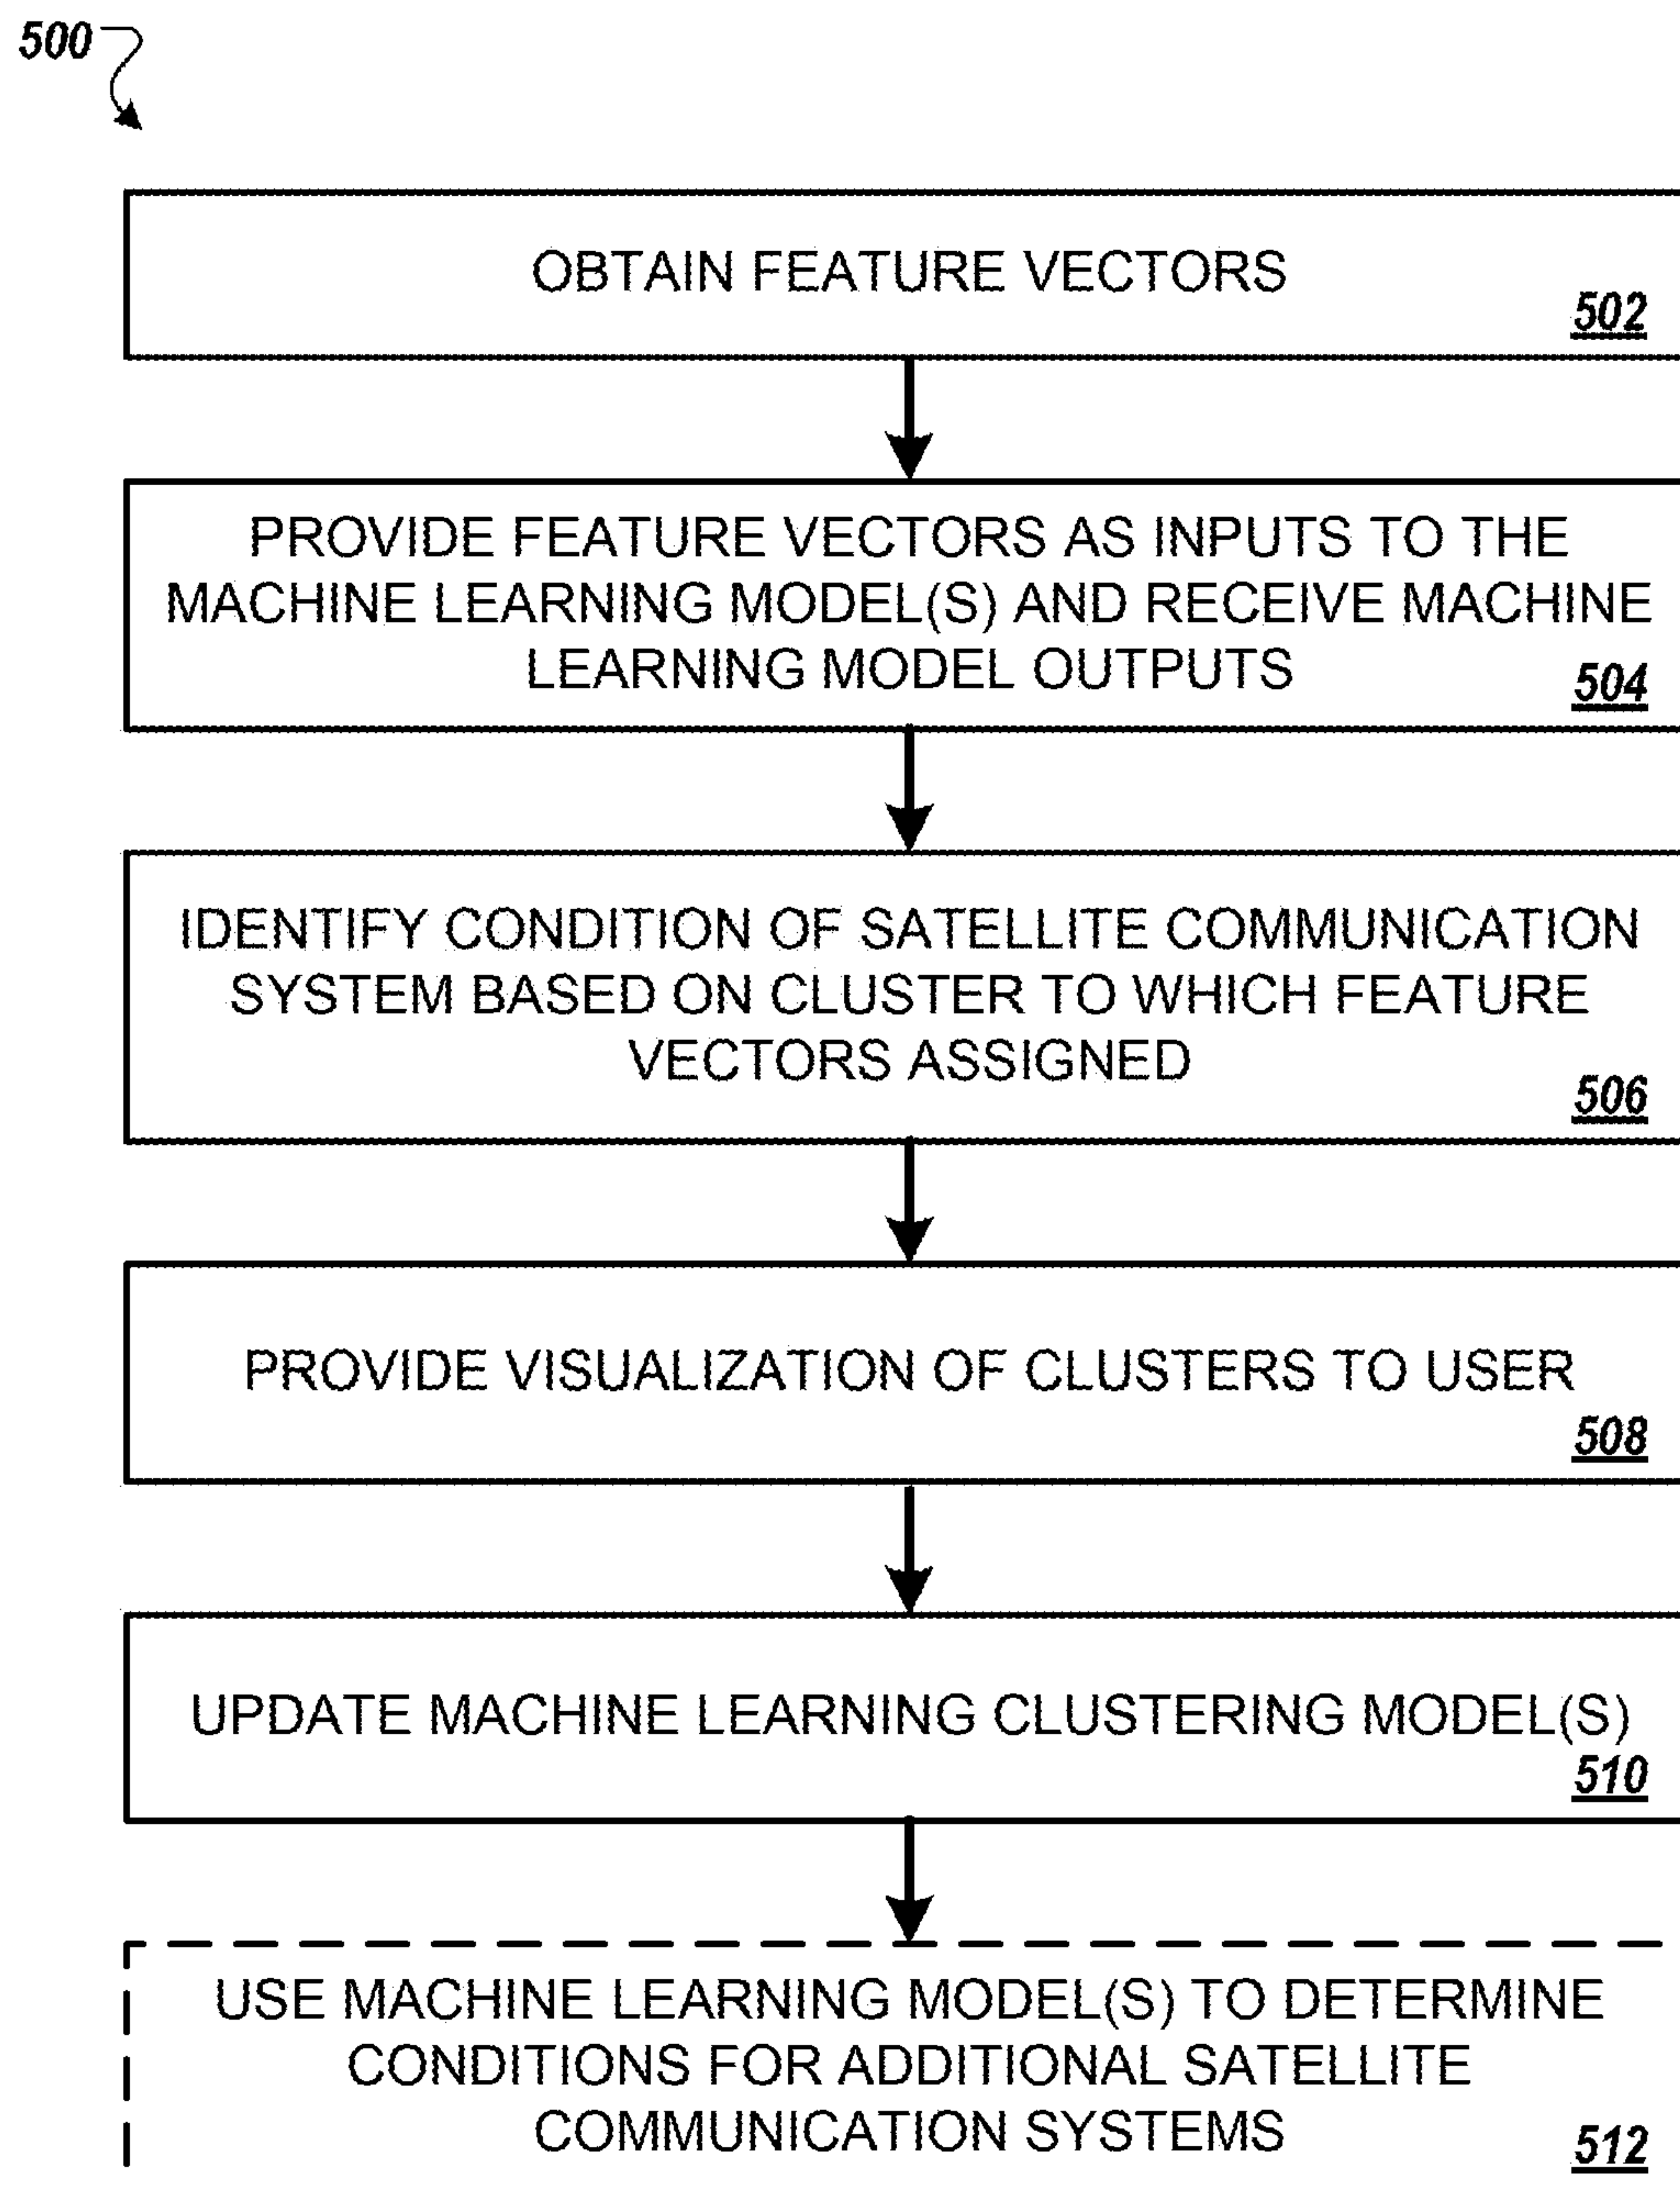 500
OBTAIN FEATURE VECTORS
502
PROVIDE FEATURE VECTORS AS INPUTS TO THE
MACHINE LEARNING MODEL(S) AND RECEIVE MACHINE
LEARNING MODEL OUTPUTS
504
IDENTIFY CONDITION OF SATELLITE COMMUNICATION
SYSTEM BASED ON CLUSTER TO WHICH FEATURE
VECTORS ASSIGNED
506
PROVIDE VISUALIZATION OF CLUSTERS TO USER
508
UPDATE MACHINE LEARNING CLUSTERING MODEL(S)
510
USE MACHINE LEARNING MODEL(S) TO DETERMINE
CONDITIONS FOR ADDITIONAL SATELLITE
COMMUNICATION SYSTEMS
512